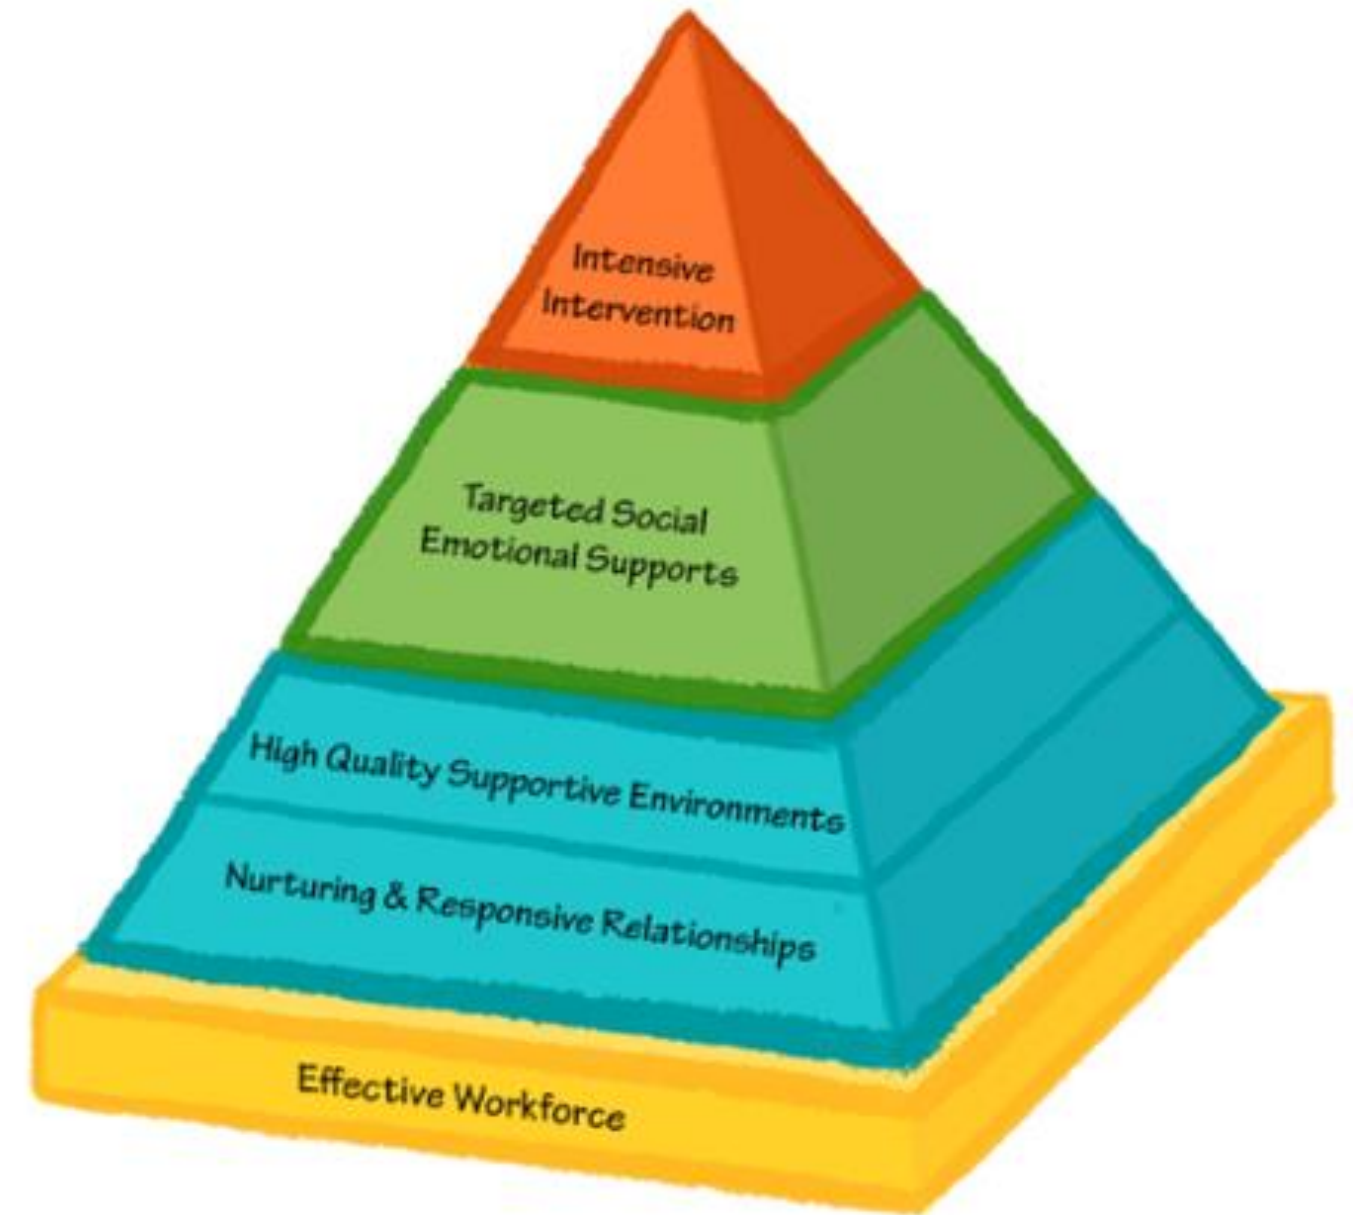 Intensive
Intervention
Targeted Social
Emotional Supports
High Quality Supportive Environments
Nurturing & Responsive Relationships
Effective Workforce